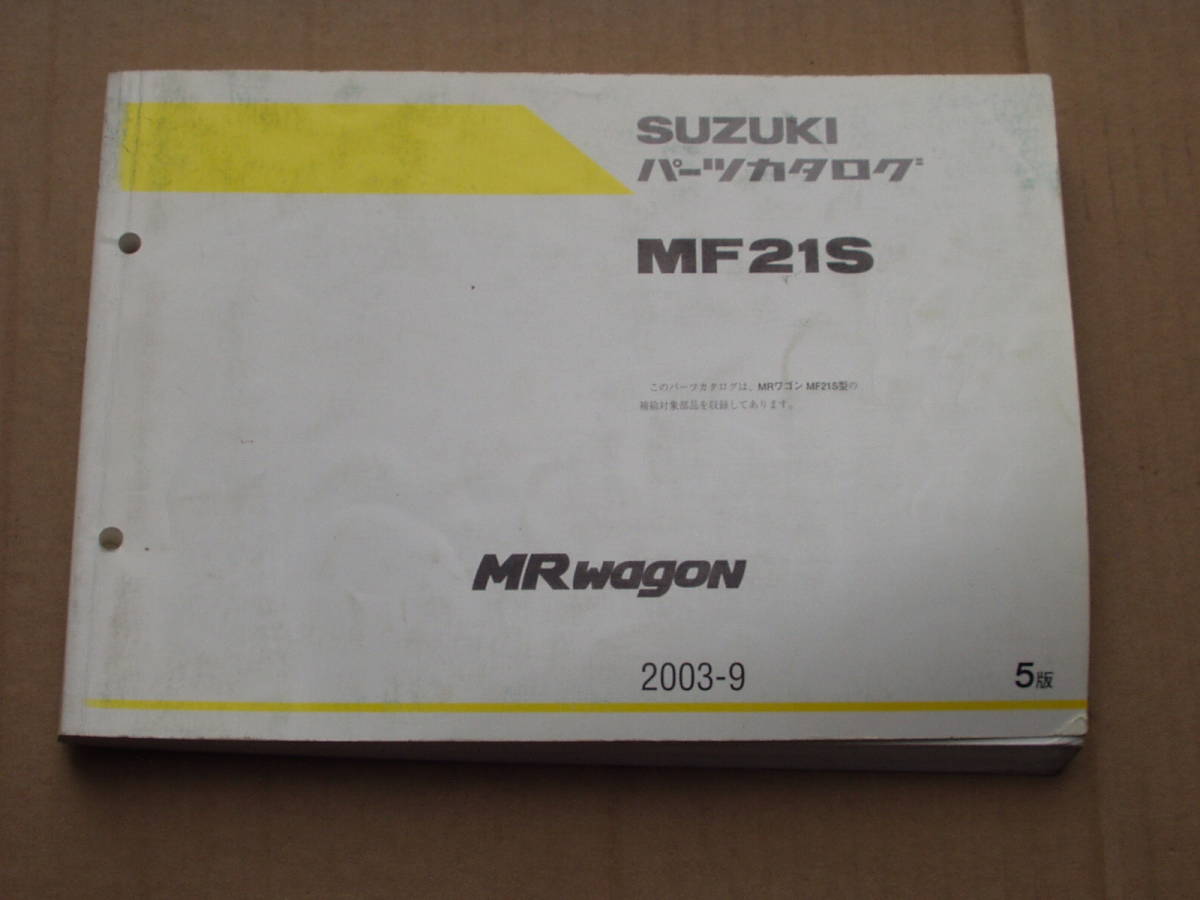 SUZUKI
パーツカタログ
MF21S
このパーツカタログは、MRワゴン MF21S型の
補給対象部品を収録してあります。
MRwagon
2003-9
5版